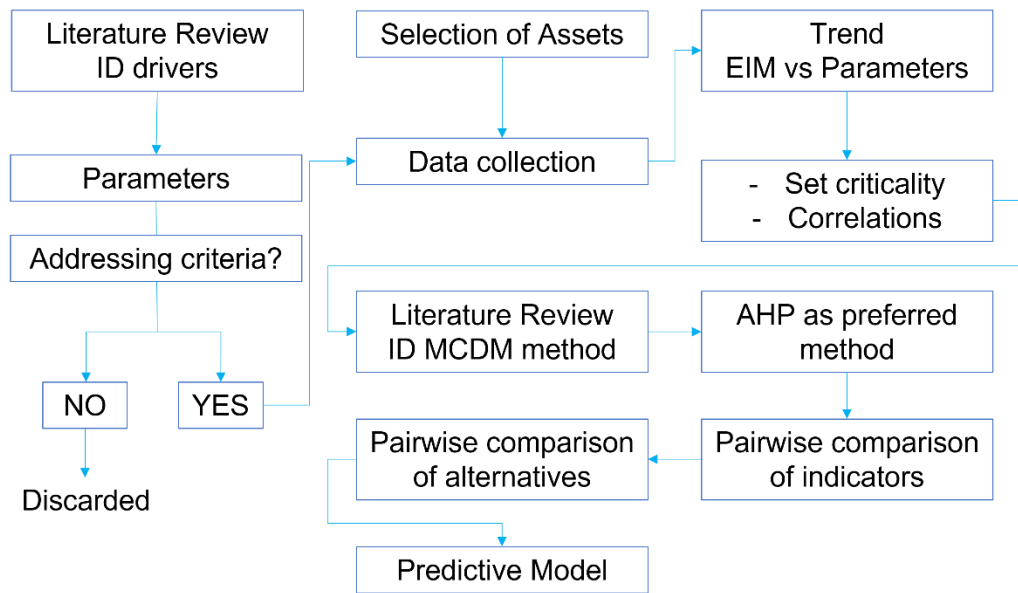 Literature Review
ID drivers
Parameters
Addressing criteria?
NO
YES
Discarded
Selection of Assets
Data collection
Trend
EIM vs Parameters
- Set criticality
- Correlations
Literature Review
ID MCDM method
AHP as preferred
method
Pairwise comparison
of indicators
Pairwise comparison
of alternatives
Predictive Model